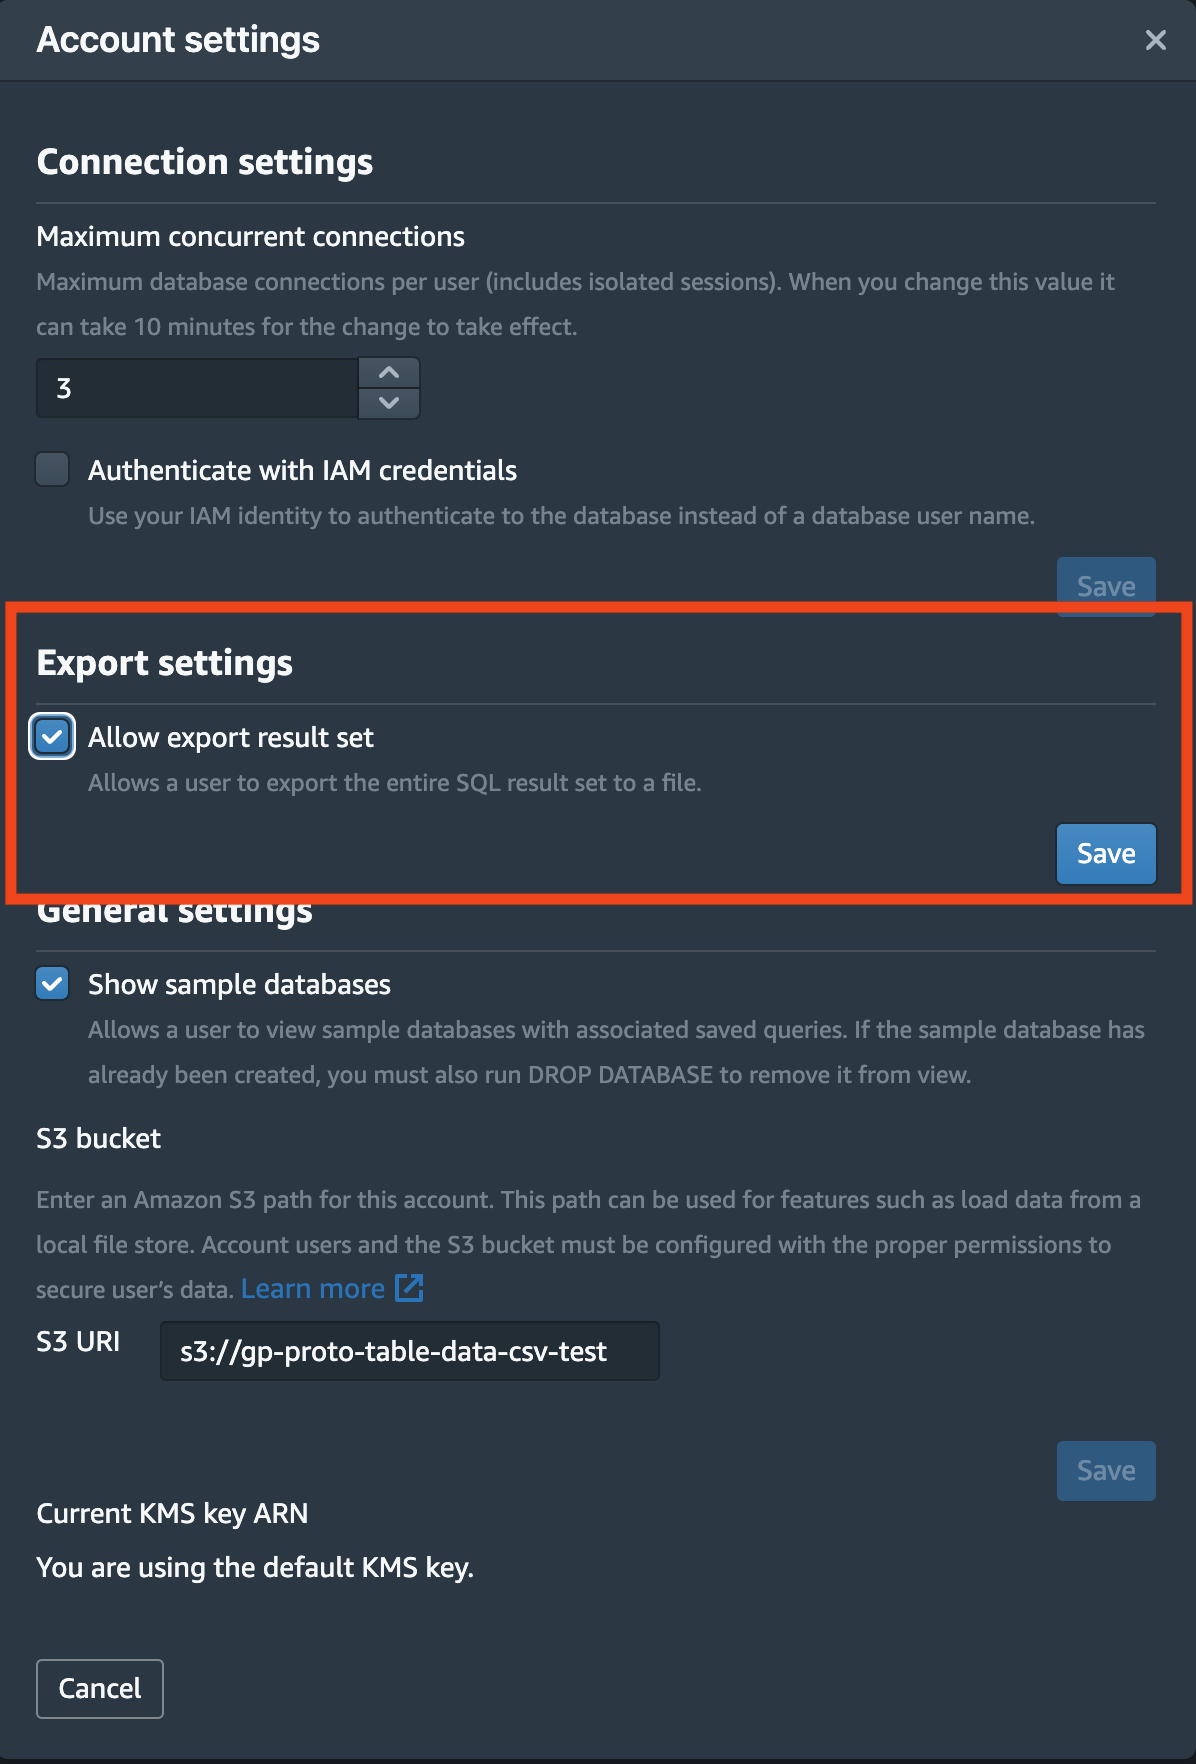 Account settings
Connection settings
Maximum concurrent connections
Maximum database connections per user (includes isolated sessions). When you change this value it
can take 10 minutes for the change to take effect.
3
Authenticate with IAM credentials
Use your IAM identity to authenticate to the database instead of a database user name.
Save
Export settings
Allow export result set
Allows a user to export the entire SQL result set to a file.
Save
General settings
Show sample databases
Allows a user to view sample databases with associated saved queries. If the sample database has
already been created, you must also run DROP DATABASE to remove it from view.
S3 bucket
Enter an Amazon S3 path for this account. This path can be used for features such as load data from a
local file store. Account users and the S3 bucket must be configured with the proper permissions to
secure user’s data. Learn more
S3 URI
s3://gp-proto-table-data-csv-test
Save
Current KMS key ARN
You are using the default KMS key.
Cancel